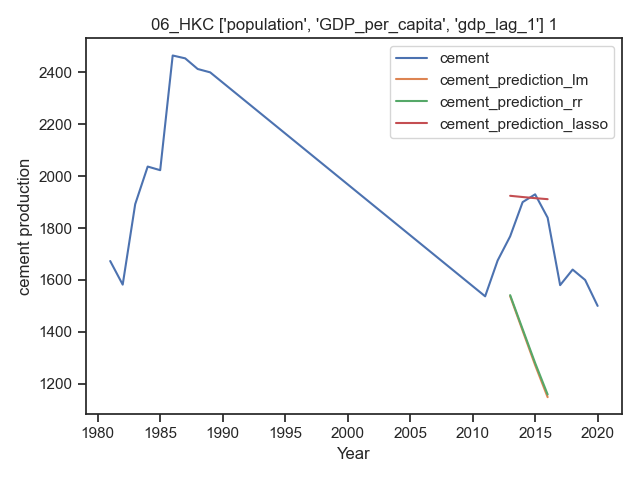 06_HKC ['population', 'GDP_per_capita', 'gdp_lag_1'] 1
cement
cement_prediction_lm
cement_prediction_rr
cement_prediction_lasso
cement production
2400
2200
2000
1800
1600
1400
1200
1980
1985
1990
1995
2000
2005
2010
2015
2020
Year